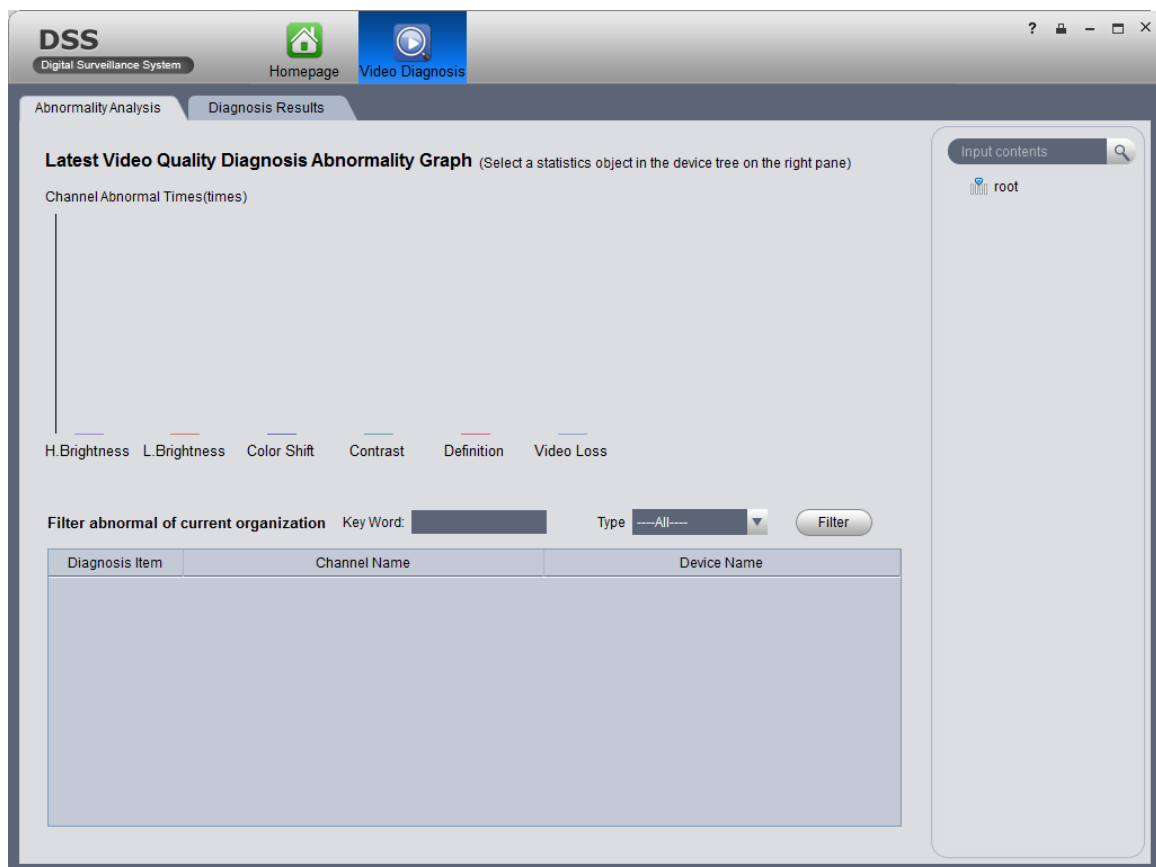 DSS
Digital Surveillance System
Homepage
Video Diagnosis
?
Abnormality Analysis
Diagnosis Results
Latest Video Quality Diagnosis Abnormality Graph (Select a statistics object in the device tree on the right pane)
Input contents
root
Channel Abnormal Times(times)
H.Brightness L.Brightness Color Shift Contrast Definition Video Loss
Filter abnormal of current organization Key Word: Type ----All---- Filter
Diagnosis Item Channel Name Device Name